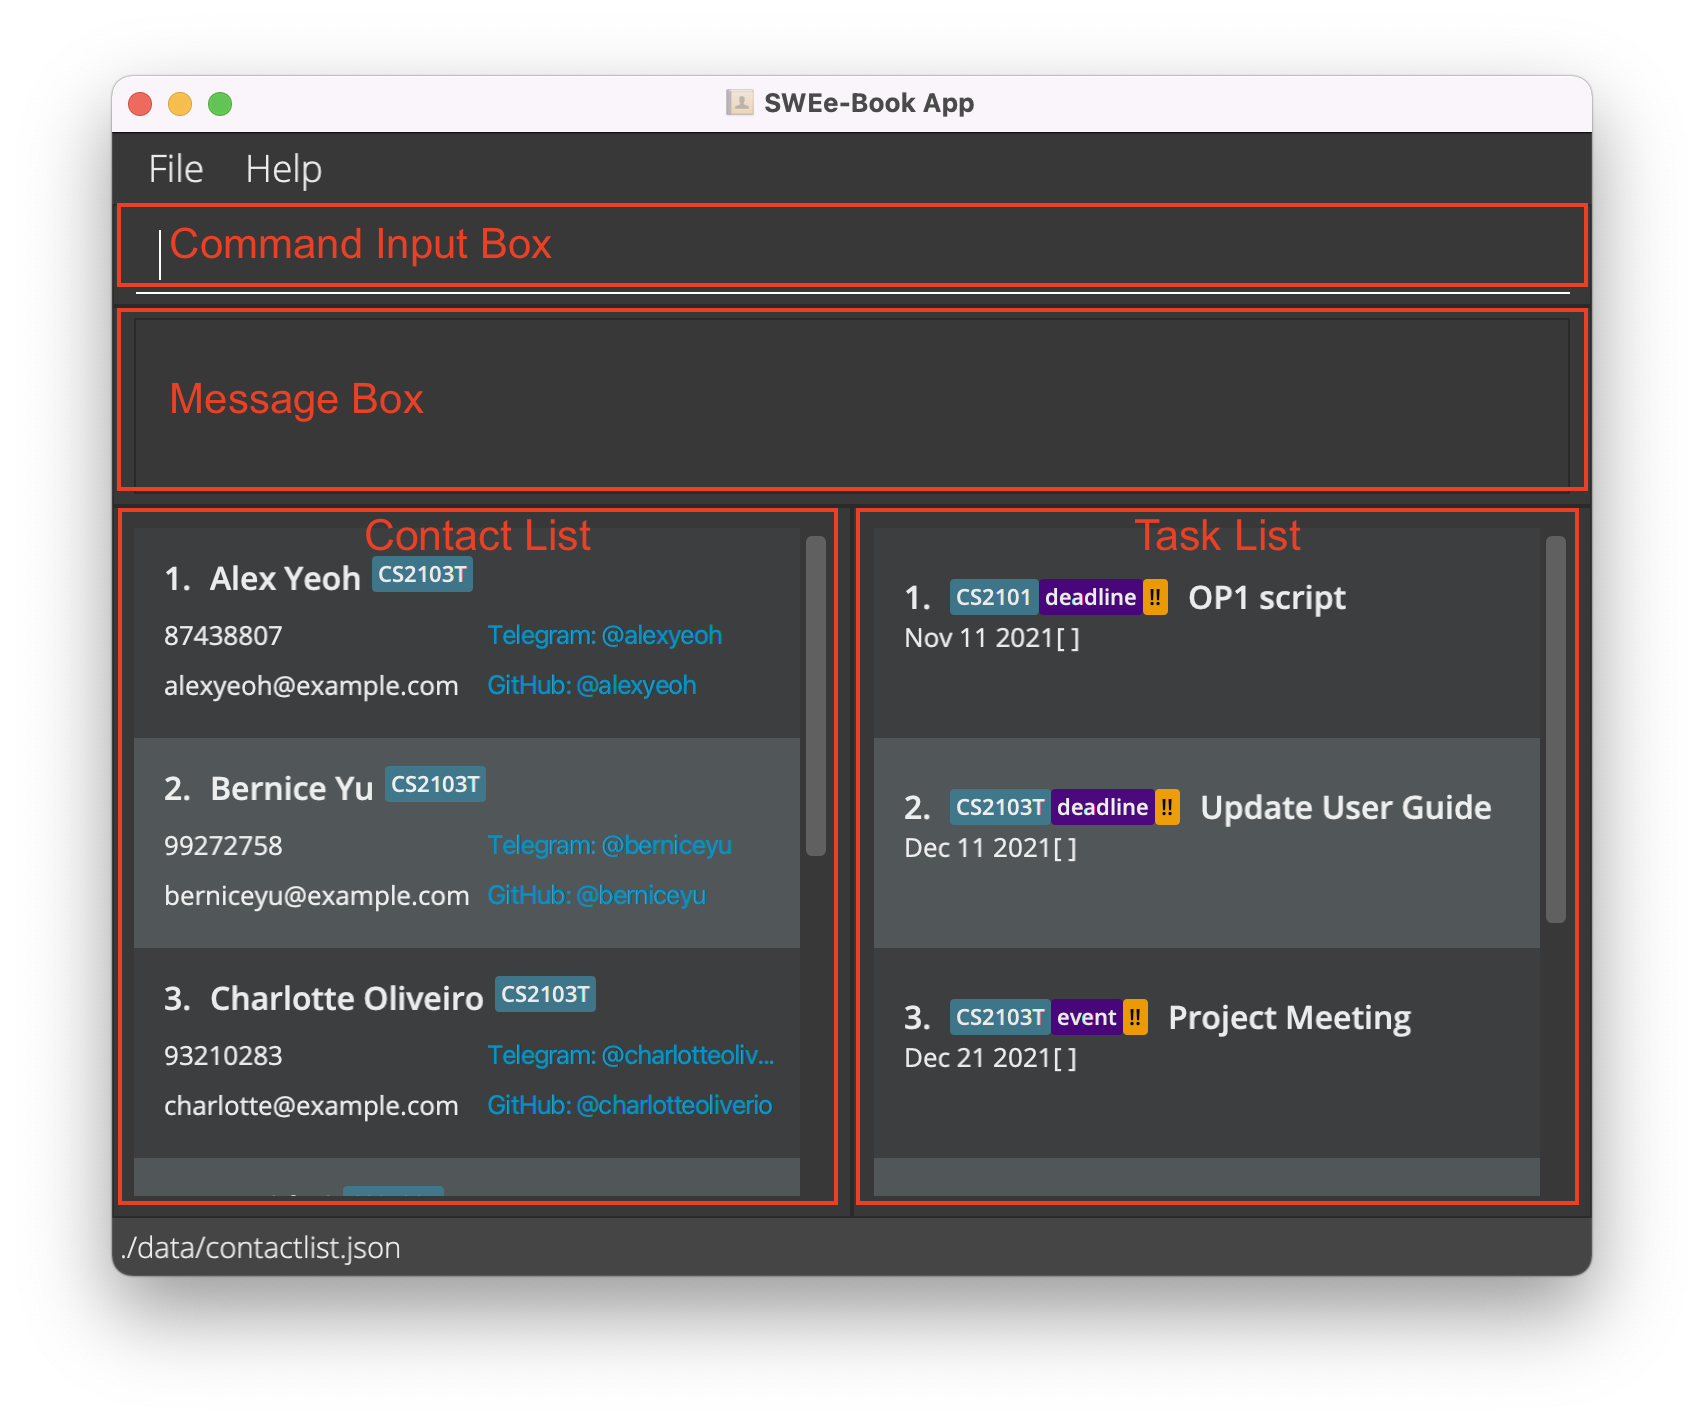 SWEe-Book App
File Help
Command Input Box
Message Box
Contact List
1. Alex Yeoh CS2103T
87438807 Telegram: @alexyeoh
alexyeoh@example.com GitHub: @alexyeoh
2. Bernice Yu CS2103T
99272758 Telegram: @berniceyu
berniceyu@example.com GitHub: @berniceyu
3. Charlotte Oliveiro CS2103T
93210283 Telegram: @charlotteoliv...
charlotte@example.com GitHub: @charlotteoliverio
Task List
1. CS2101 deadline !! OP1 script
Nov 11 2021[ ]
2. CS2103T deadline !! Update User Guide
Dec 11 2021[ ]
3. CS2103T event !! Project Meeting
Dec 21 2021[ ]
./data/contactlist.json